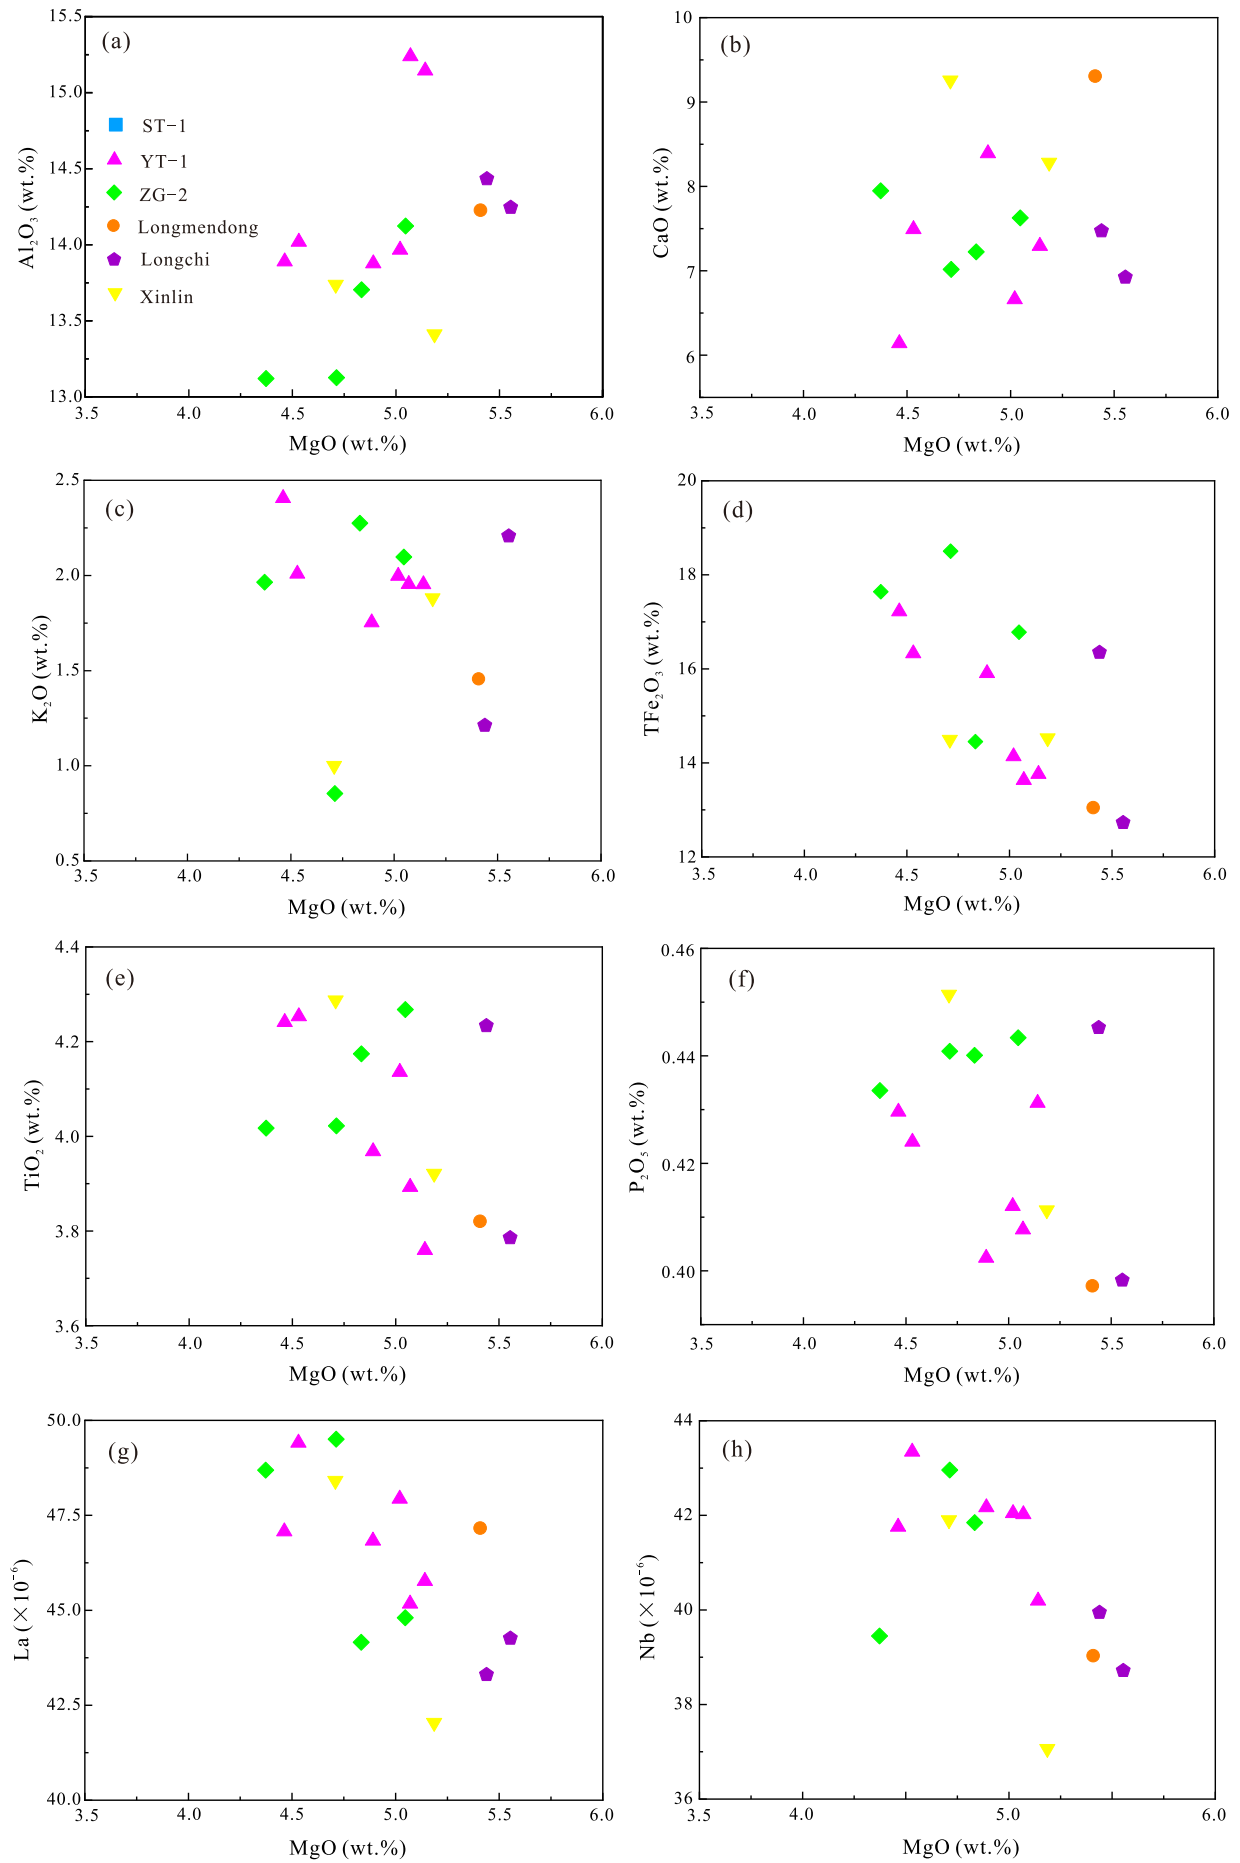 (a)
15.5
15.0
14.5
14.0
13.5
13.0
Al₂O₃ (wt.%)
ST−1
YT−1
ZG−2
Longmendong
Longchi
Xinlin
3.5 4.0 4.5 5.0 5.5 6.0
MgO (wt.%)
(b)
10
9
8
7
6
CaO (wt.%)
3.5 4.0 4.5 5.0 5.5 6.0
MgO (wt.%)
(c)
2.5
2.0
1.5
1.0
0.5
K₂O (wt.%)
3.5 4.0 4.5 5.0 5.5 6.0
MgO (wt.%)
(d)
20
18
16
14
12
TFe₂O₃ (wt.%)
3.5 4.0 4.5 5.0 5.5 6.0
MgO (wt.%)
(e)
4.4
4.2
4.0
3.8
3.6
TiO₂ (wt.%)
3.5 4.0 4.5 5.0 5.5 6.0
MgO (wt.%)
(f)
0.46
0.44
0.42
0.40
P₂O₅ (wt.%)
3.5 4.0 4.5 5.0 5.5 6.0
MgO (wt.%)
(g)
50.0
47.5
45.0
42.5
40.0
La (×10⁻⁶)
3.5 4.0 4.5 5.0 5.5 6.0
MgO (wt.%)
(h)
44
42
40
38
36
Nb (×10⁻⁶)
3.5 4.0 4.5 5.0 5.5 6.0
MgO (wt.%)